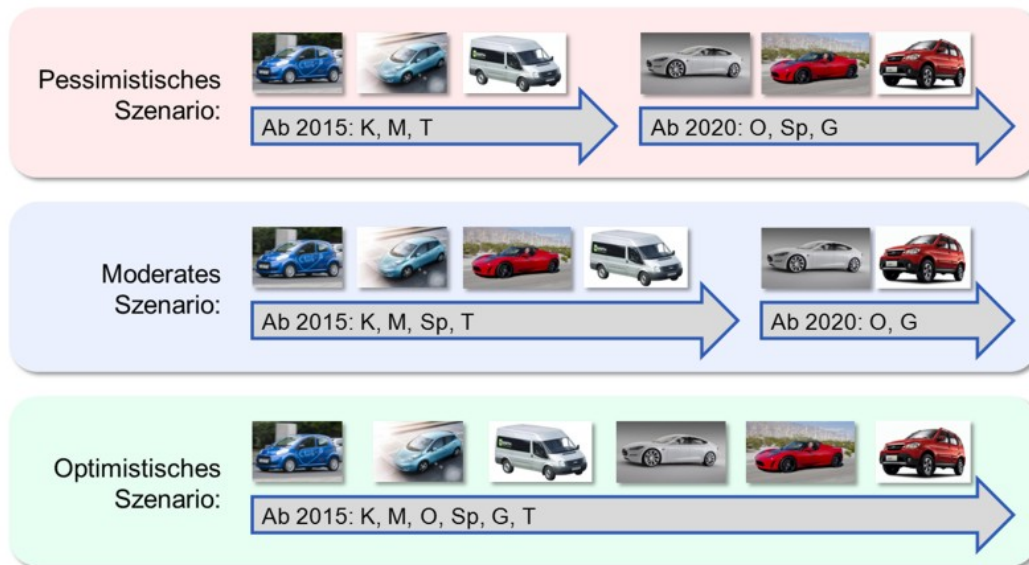 Pessimistisches
Szenario:
Ab 2015: K, M, T
Ab 2020: O, Sp, G
Moderates
Szenario:
Ab 2015: K, M, Sp, T
Ab 2020: O, G
Optimistisches
Szenario:
Ab 2015: K, M, O, Sp, G, T